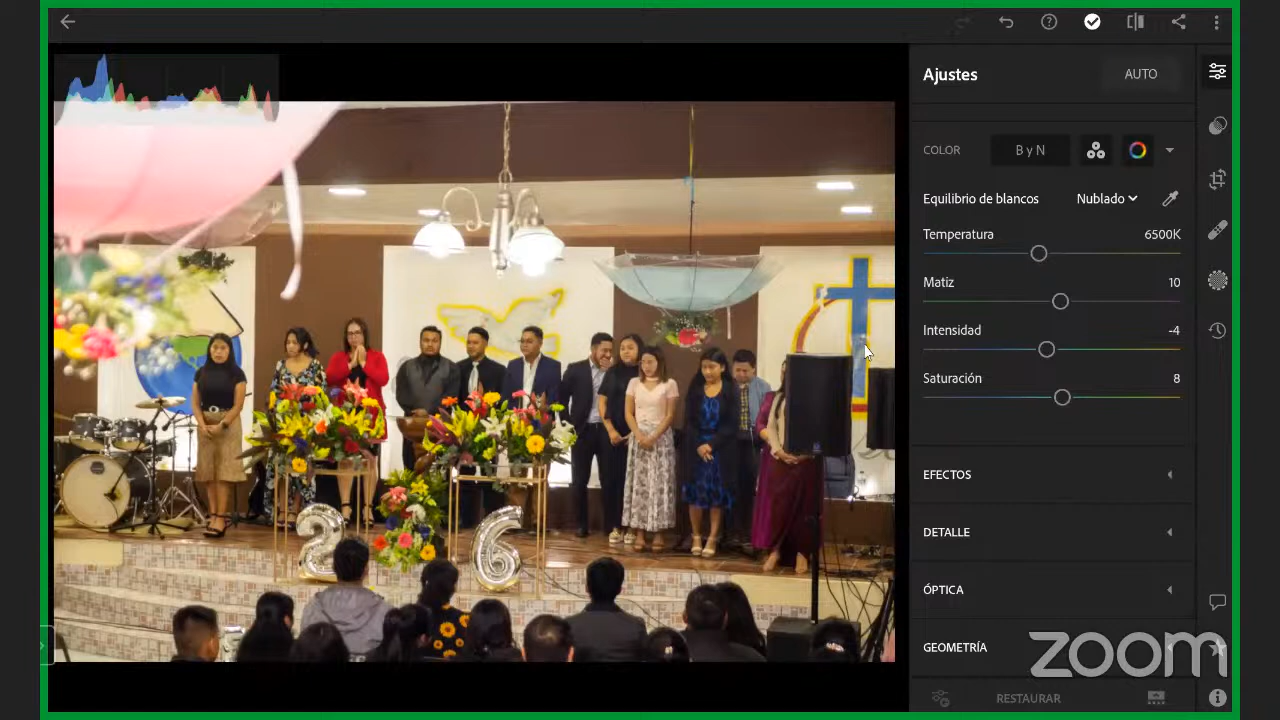 Ajustes
AUTO
COLOR
B y N
Equilibrio de blancos
Nublado
Temperatura
6500K
Matiz
10
Intensidad
-4
Saturación
8
EFECTOS
DETALLE
ÓPTICA
GEOMETRÍA
RESTAURAR
zoom
26